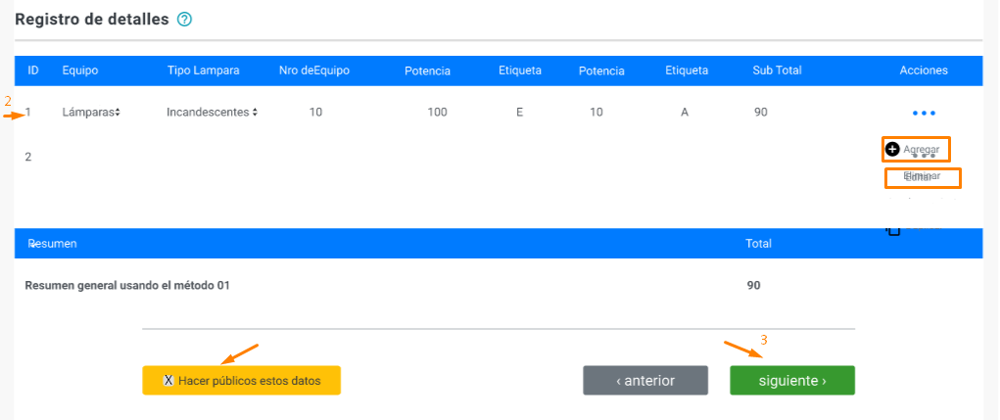 Registro de detalles ?
ID Equipo Tipo Lampara Nro deEquipo Potencia Etiqueta Potencia Etiqueta Sub Total Acciones
2
1 Lámparas Incandescentes 10 100 E 10 A 90
2 Agregar
Eliminar
Editar
Resumen Total
Resumen general usando el método 01 90
3
X Hacer públicos estos datos ‹ anterior siguiente ›